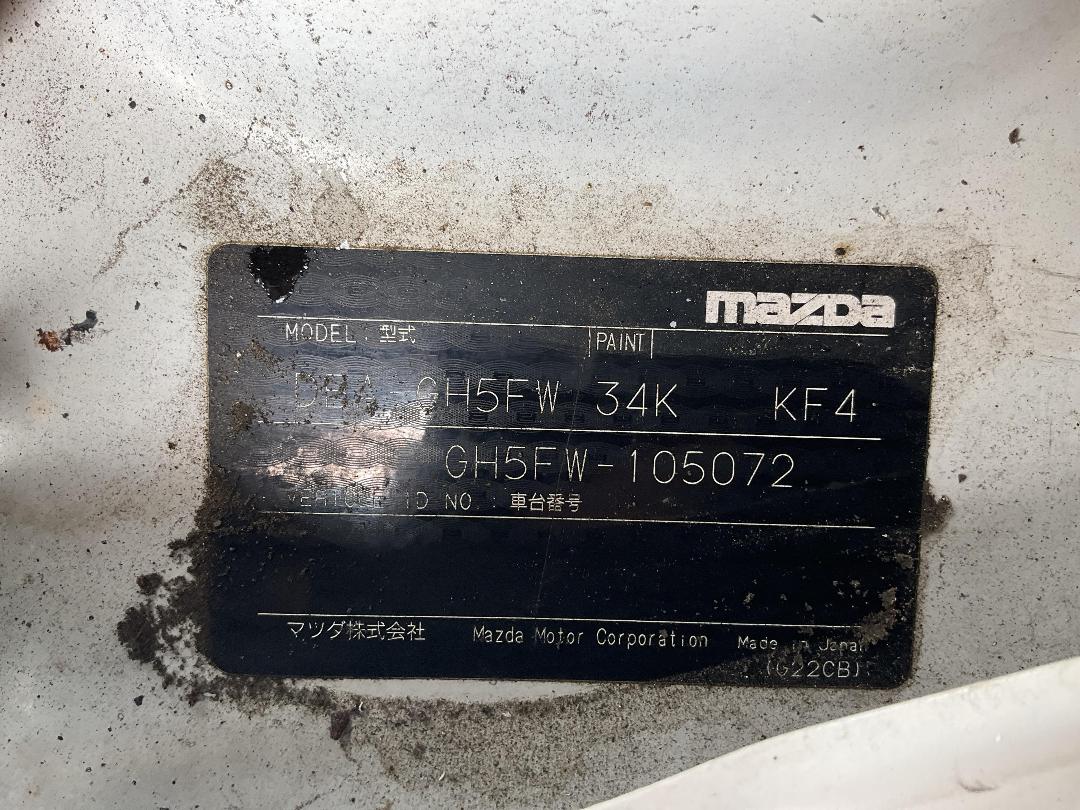 mazda
MODEL 型式 PAINT
DBA-GH5FW 34K KF4
GH5FW-105072
VEHICLE ID NO. 車台番号
マツダ株式会社 Mazda Motor Corporation Made in Japan
(G22CB)